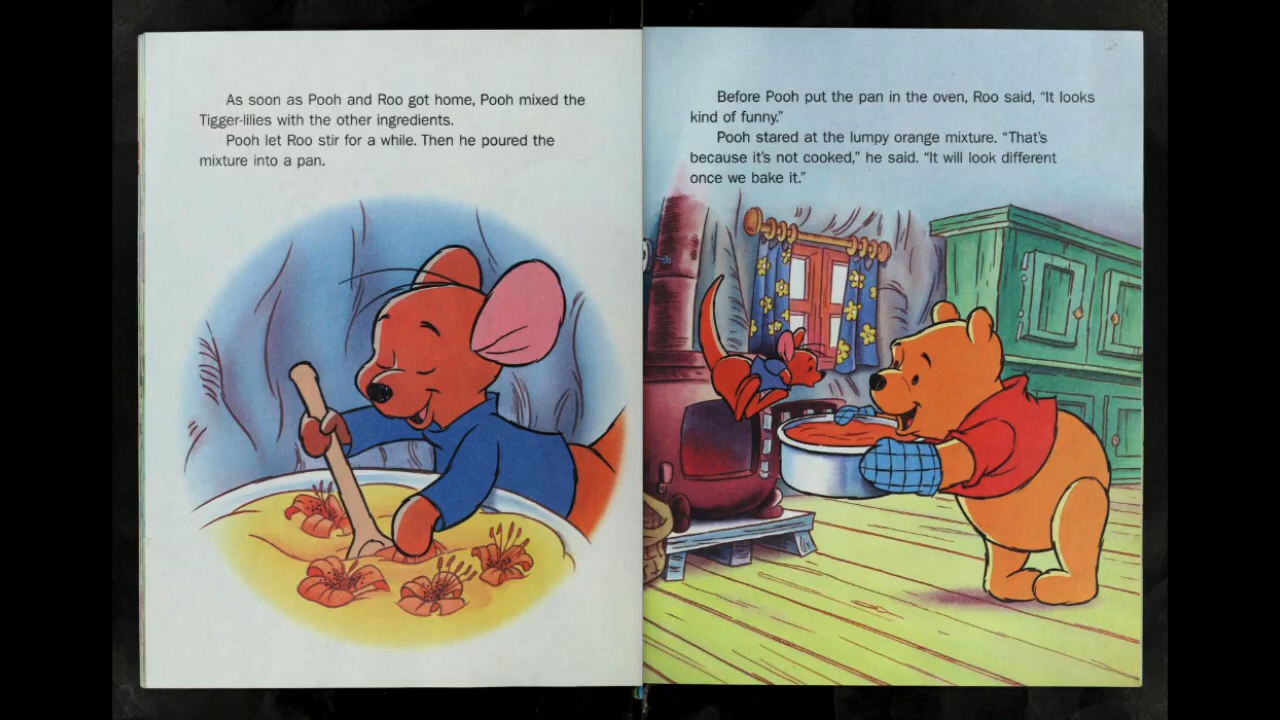 As soon as Pooh and Roo got home, Pooh mixed the
Tigger-lilies with the other ingredients.
Pooh let Roo stir for a while. Then he poured the
mixture into a pan.
Before Pooh put the pan in the oven, Roo said, “It looks
kind of funny.”
Pooh stared at the lumpy orange mixture. “That’s
because it’s not cooked,” he said. “It will look different
once we bake it.”